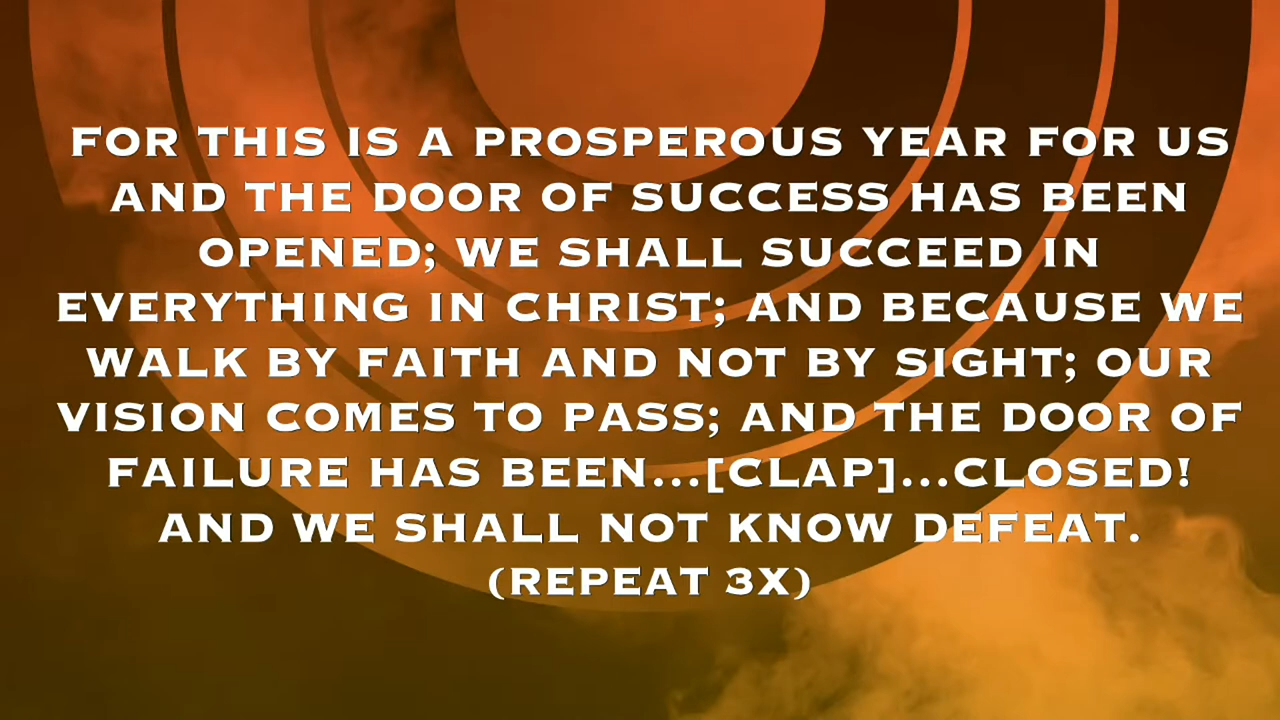 FOR THIS IS A PROSPEROUS YEAR FOR US
AND THE DOOR OF SUCCESS HAS BEEN
OPENED; WE SHALL SUCCEED IN
EVERYTHING IN CHRIST; AND BECAUSE WE
WALK BY FAITH AND NOT BY SIGHT; OUR
VISION COMES TO PASS; AND THE DOOR OF
FAILURE HAS BEEN...[CLAP]...CLOSED!
AND WE SHALL NOT KNOW DEFEAT.
(REPEAT 3X)